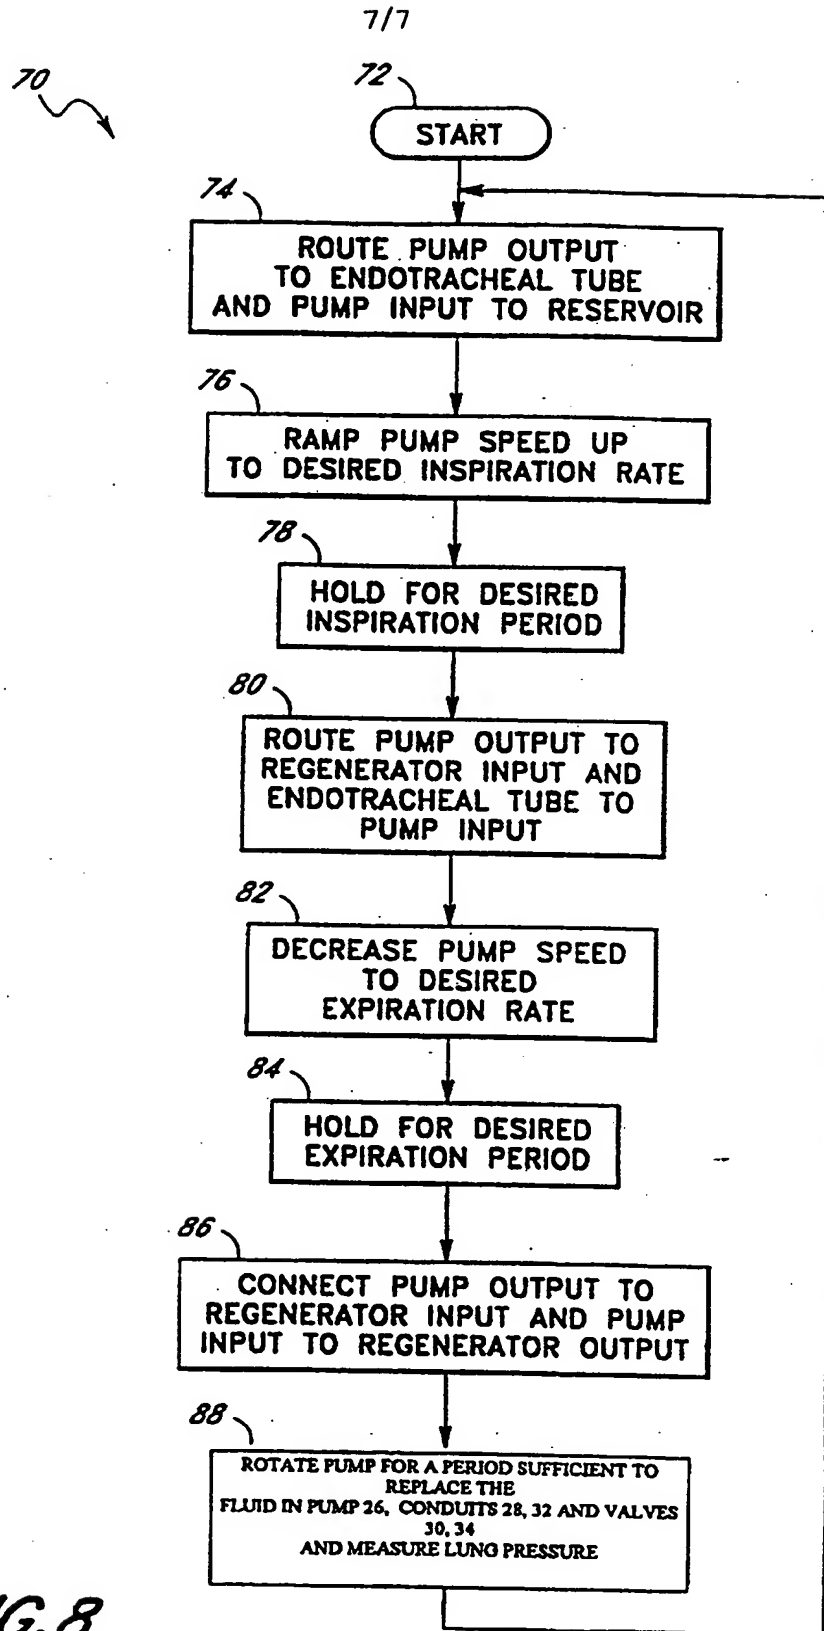 7/7
70
72
START
74
ROUTE PUMP OUTPUT
TO ENDOTRACHEAL TUBE
AND PUMP INPUT TO RESERVOIR
76
RAMP PUMP SPEED UP
TO DESIRED INSPIRATION RATE
78
HOLD FOR DESIRED
INSPIRATION PERIOD
80
ROUTE PUMP OUTPUT TO
REGENERATOR INPUT AND
ENDOTRACHEAL TUBE TO
PUMP INPUT
82
DECREASE PUMP SPEED
TO DESIRED
EXPIRATION RATE
84
HOLD FOR DESIRED
EXPIRATION PERIOD
86
CONNECT PUMP OUTPUT TO
REGENERATOR INPUT AND PUMP
INPUT TO REGENERATOR OUTPUT
88
ROTATE PUMP FOR A PERIOD SUFFICIENT TO
REPLACE THE
FLUID IN PUMP 26, CONDUITS 28, 32 AND VALVES
30, 34
AND MEASURE LUNG PRESSURE
IG.8